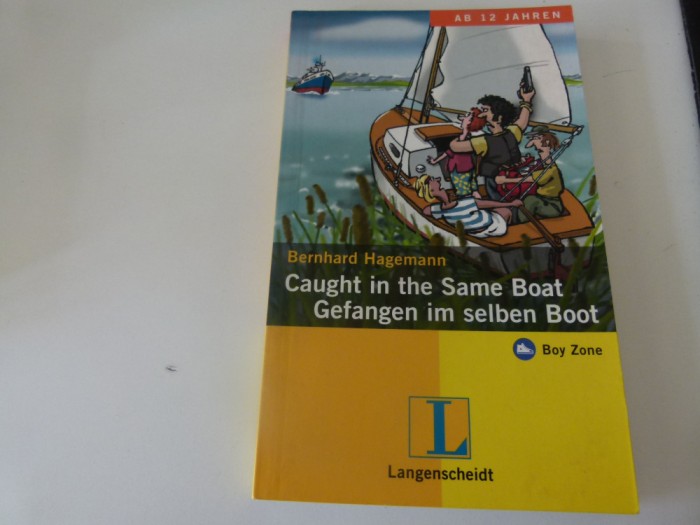 AB 12 JAHREN
Bernhard Hagemann
Caught in the Same Boat
Gefangen im selben Boot
Boy Zone
L
Langenscheidt